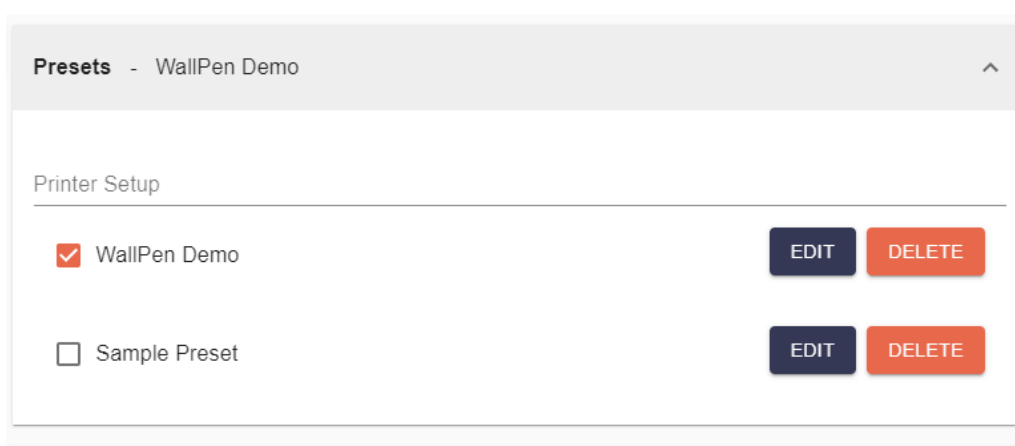 Presets - WallPen Demo
Printer Setup
WallPen Demo EDIT DELETE
Sample Preset EDIT DELETE